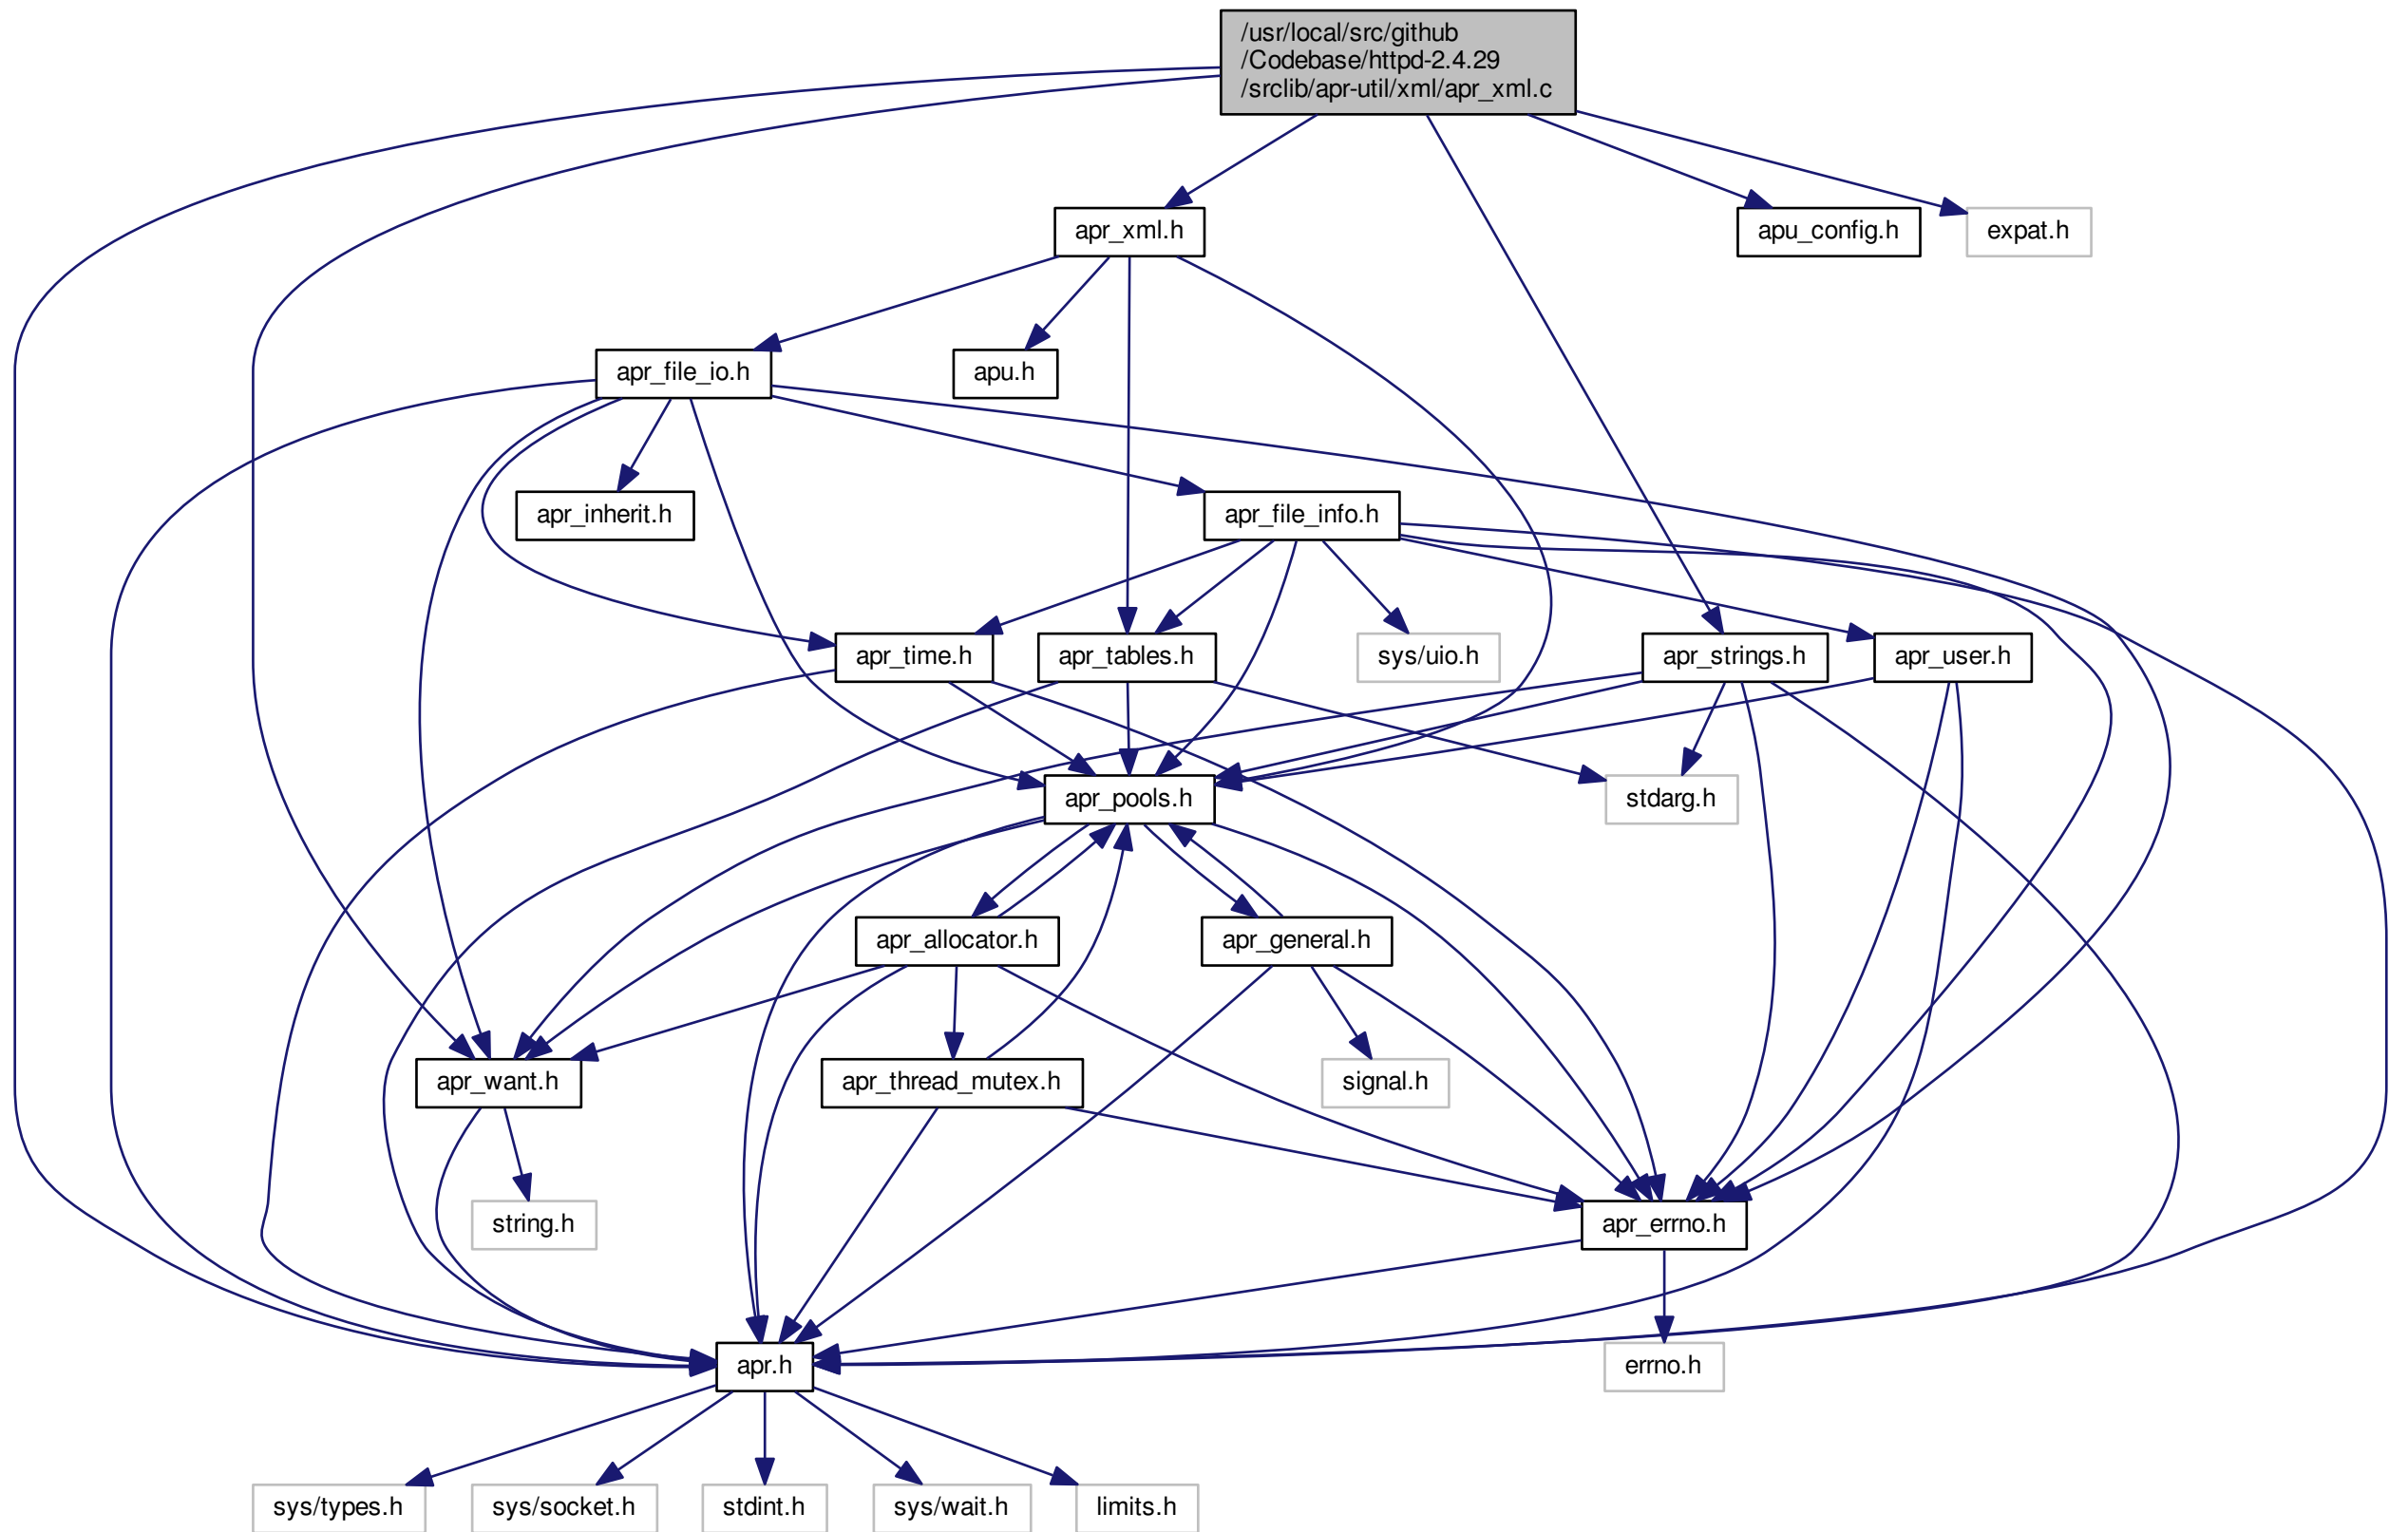 /usr/local/src/github
/Codebase/httpd-2.4.29
/srclib/apr-util/xml/apr_xml.c
apr_xml.h
apu_config.h
expat.h
apr_file_io.h
apu.h
apr_inherit.h
apr_file_info.h
apr_time.h
apr_tables.h
sys/uio.h
apr_strings.h
apr_user.h
apr_pools.h
stdarg.h
apr_allocator.h
apr_general.h
apr_want.h
apr_thread_mutex.h
signal.h
string.h
apr_errno.h
apr.h
errno.h
sys/types.h
sys/socket.h
stdint.h
sys/wait.h
limits.h